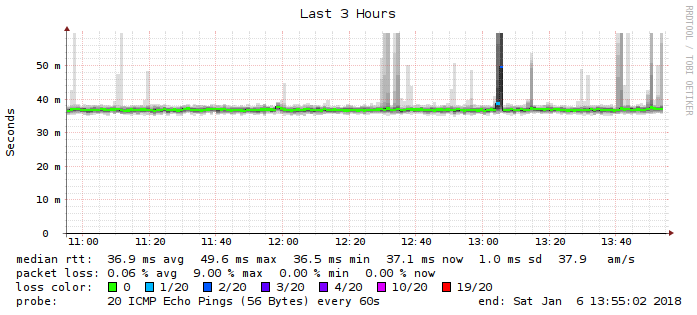 Last 3 Hours
RRDTOOL / TOBI OETIKER
Seconds
50 m
40 m
30 m
20 m
10 m
0
11:00 11:20 11:40 12:00 12:20 12:40 13:00 13:20 13:40
median rtt: 36.9 ms avg 49.6 ms max 36.5 ms min 37.1 ms now 1.0 ms sd 37.9 am/s
packet loss: 0.06 % avg 9.00 % max 0.00 % min 0.00 % now
loss color: 0 1/20 2/20 3/20 4/20 10/20 19/20
probe: 20 ICMP Echo Pings (56 Bytes) every 60s end: Sat Jan 6 13:55:02 2018